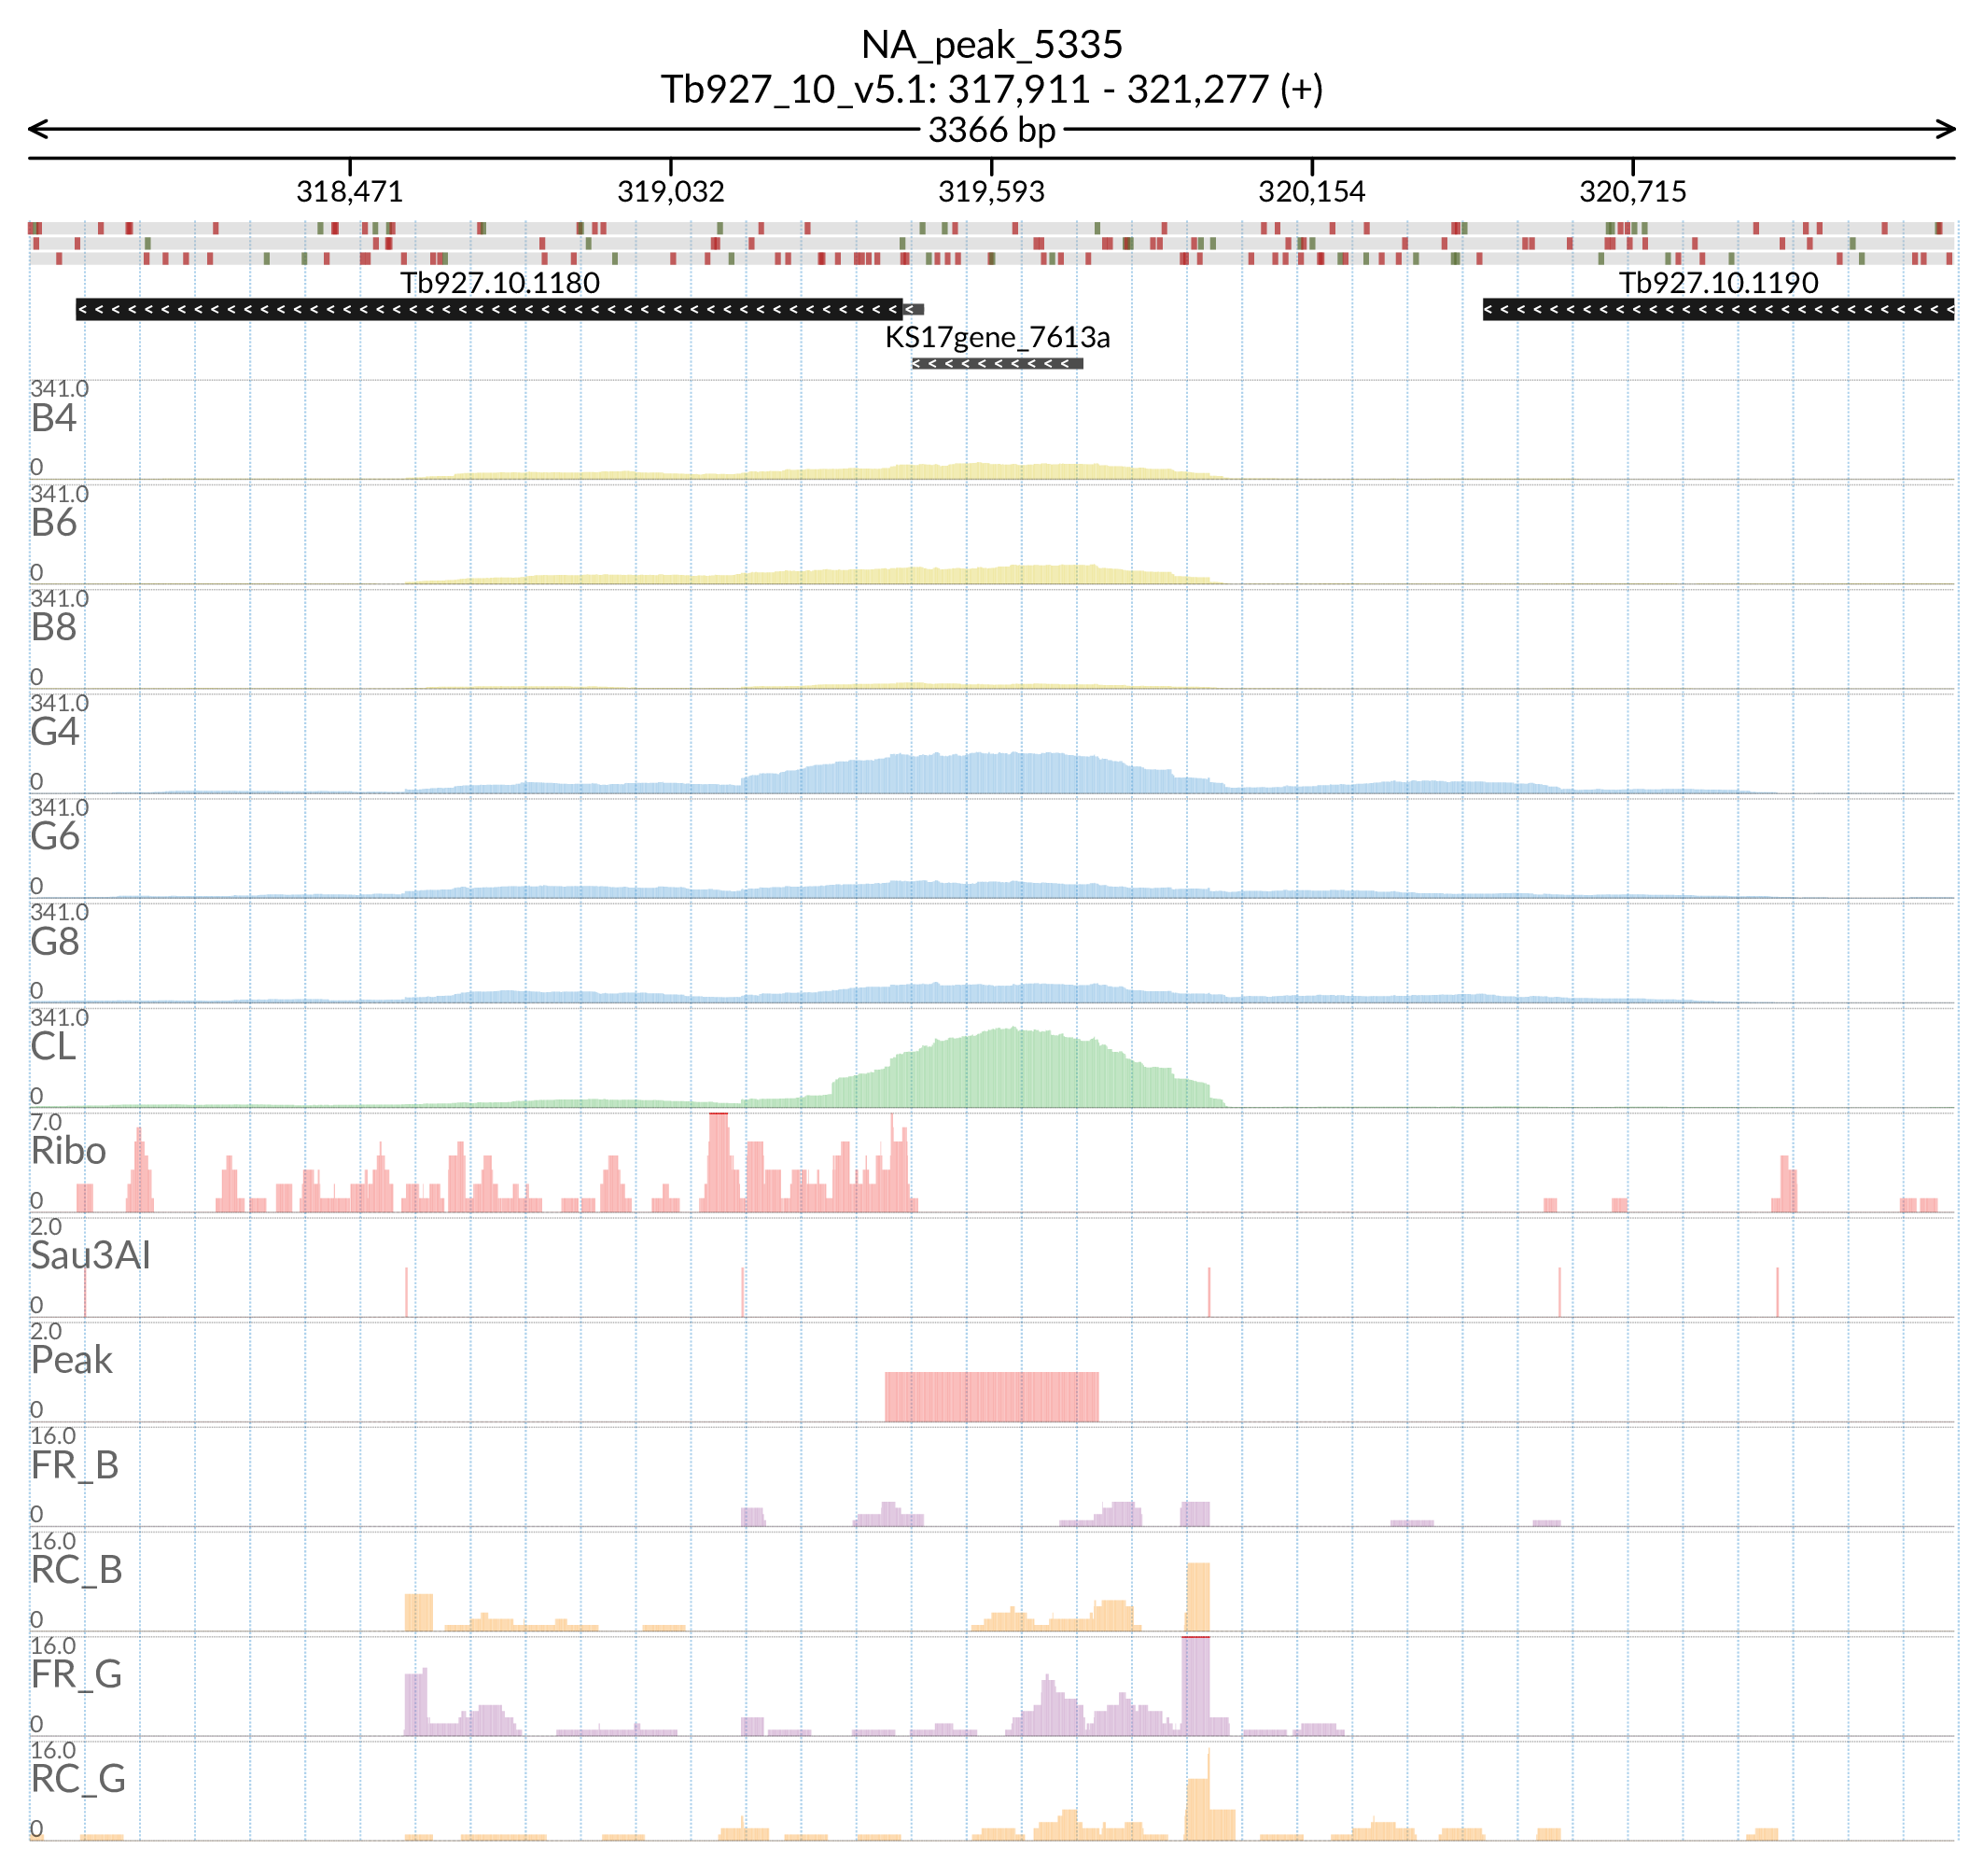 NA_peak_5335
Tb927_10_v5.1: 317,911 - 321,277 (+)
3366 bp
318,471 319,032 319,593 320,154 320,715
Tb927.10.1180 Tb927.10.1190
KS17gene_7613a
341.0
B4
0
341.0
B6
0
341.0
B8
0
341.0
G4
0
341.0
G6
0
341.0
G8
0
341.0
CL
0
7.0
Ribo
0
2.0
Sau3AI
0
2.0
Peak
0
16.0
FR_B
0
16.0
RC_B
0
16.0
FR_G
0
16.0
RC_G
0